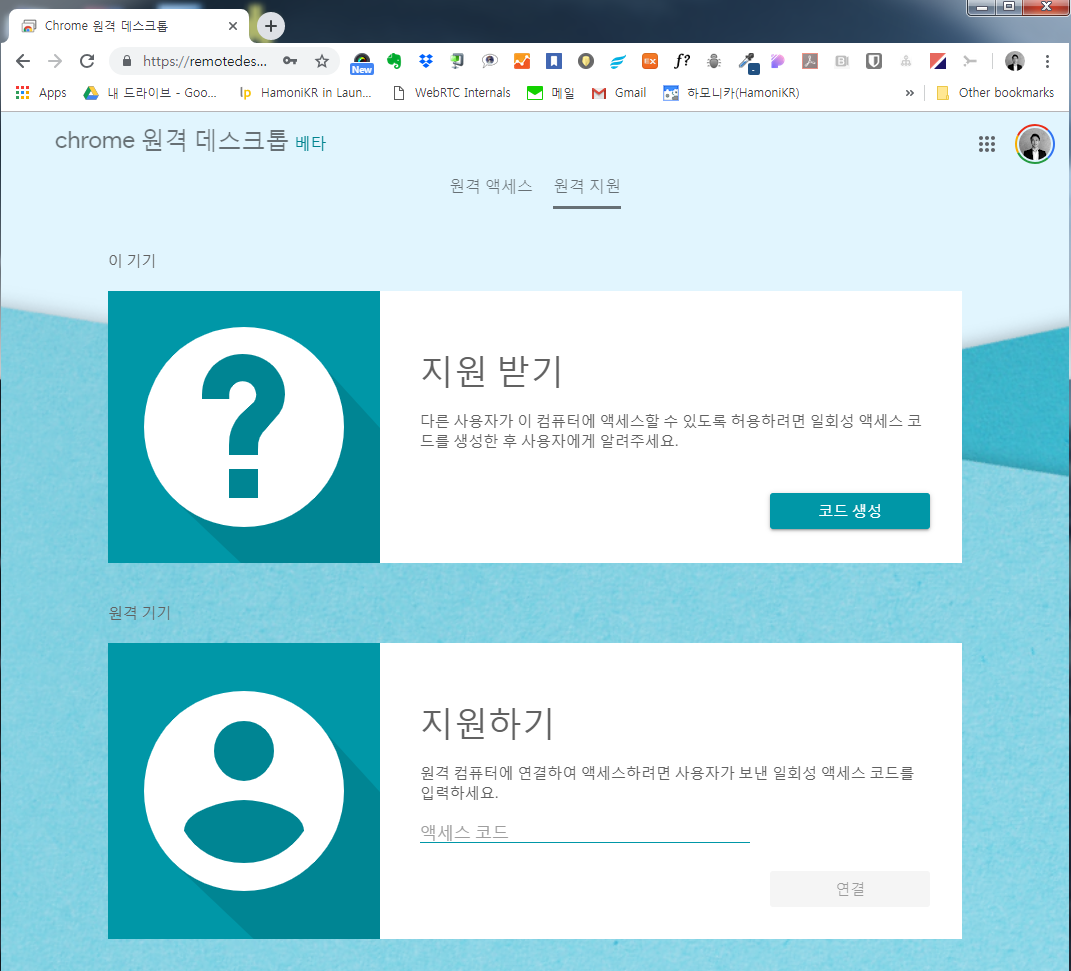 Chrome 원격 데스크톱
https://remotedes...
New
f?
Apps
내 드라이브 - Goo...
lp HamoniKR in Laun...
WebRTC Internals
메일
Gmail
하모니카(HamoniKR)
»
Other bookmarks
chrome 원격 데스크톱 베타
원격 액세스
원격 지원
이 기기
?
지원 받기
다른 사용자가 이 컴퓨터에 액세스할 수 있도록 허용하려면 일회성 액세스 코
드를 생성한 후 사용자에게 알려주세요.
코드 생성
원격 기기
지원하기
원격 컴퓨터에 연결하여 액세스하려면 사용자가 보낸 일회성 액세스 코드를
입력하세요.
액세스 코드
연결